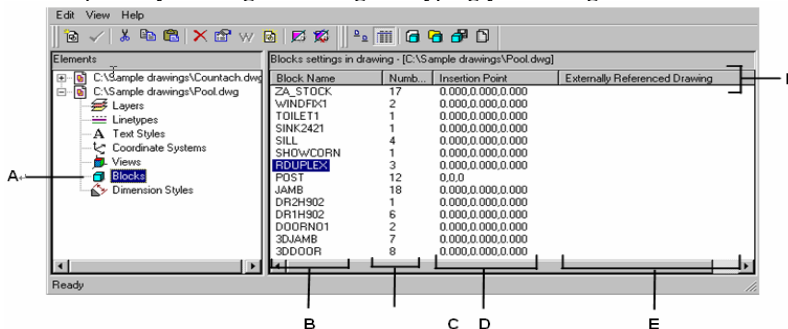 Edit View Help
Elements
C:\Sample drawings\Countach.dwg
C:\Sample drawings\Pool.dwg
Layers
Linetypes
Text Styles
Coordinate Systems
Views
Blocks
Dimension Styles
Blocks settings in drawing - [C:\Sample drawings\Pool.dwg]
Block Name Numb... Insertion Point Externally Referenced Drawing
ZA_STOCK 17 0.000,0.000,0.000
WINDFIX1 2 0.000,0.000,0.000
TOILET1 1 0.000,0.000,0.000
SINK2421 1 0.000,0.000,0.000
SILL 4 0.000,0.000,0.000
SHOWCORN 1 0.000,0.000,0.000
RDUPLEX 3 0.000,0.000,0.000
POST 12 0,0,0
JAMB 18 0.000,0.000,0.000
DR2H902 1 0.000,0.000,0.000
DR1H902 6 0.000,0.000,0.000
DOORNO1 2 0.000,0.000,0.000
3DJAMB 7 0.000,0.000,0.000
3DDOOR 8 0.000,0.000,0.000
Ready
A
B C D E